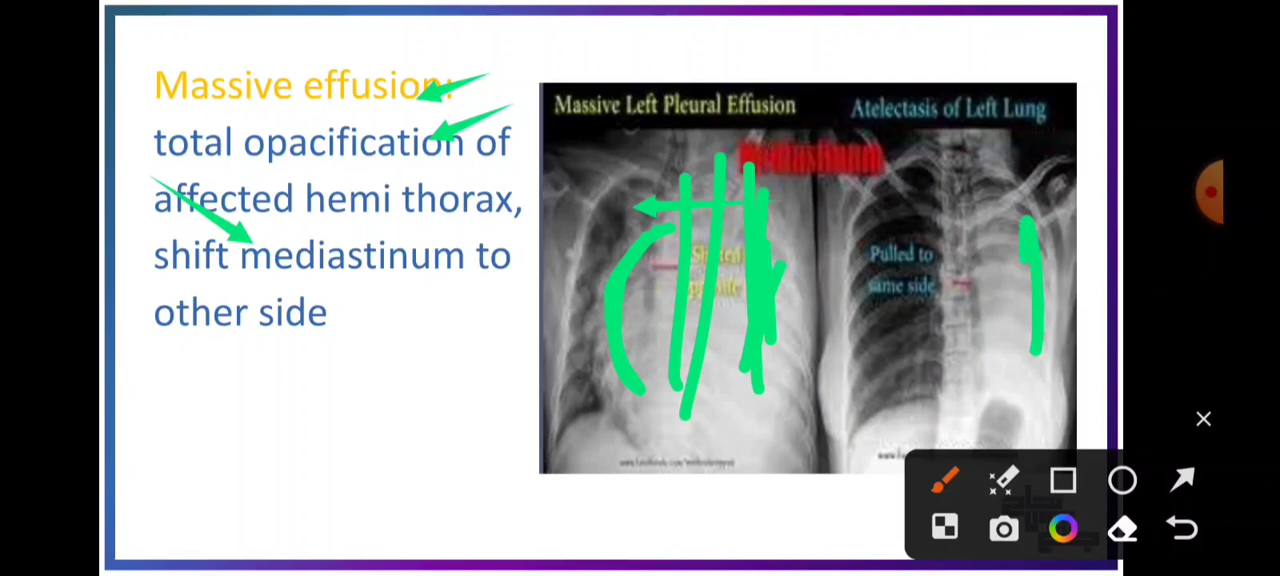 Massive effusion:
total opacification of
affected hemi thorax,
shift mediastinum to
other side
Massive Left Pleural Effusion
Atelectasis of Left Lung
Mediastinum
Pulled to
same side